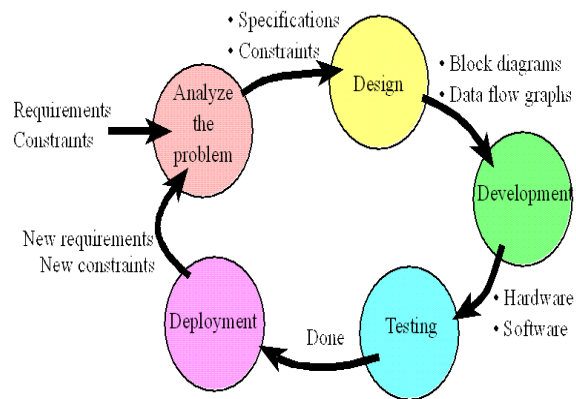 • Specifications
• Constraints
Analyze
the
problem
Requirements
Constraints
Design
• Block diagrams
• Data flow graphs
Development
• Hardware
• Software
Testing
Done
Deployment
New requirements
New constraints